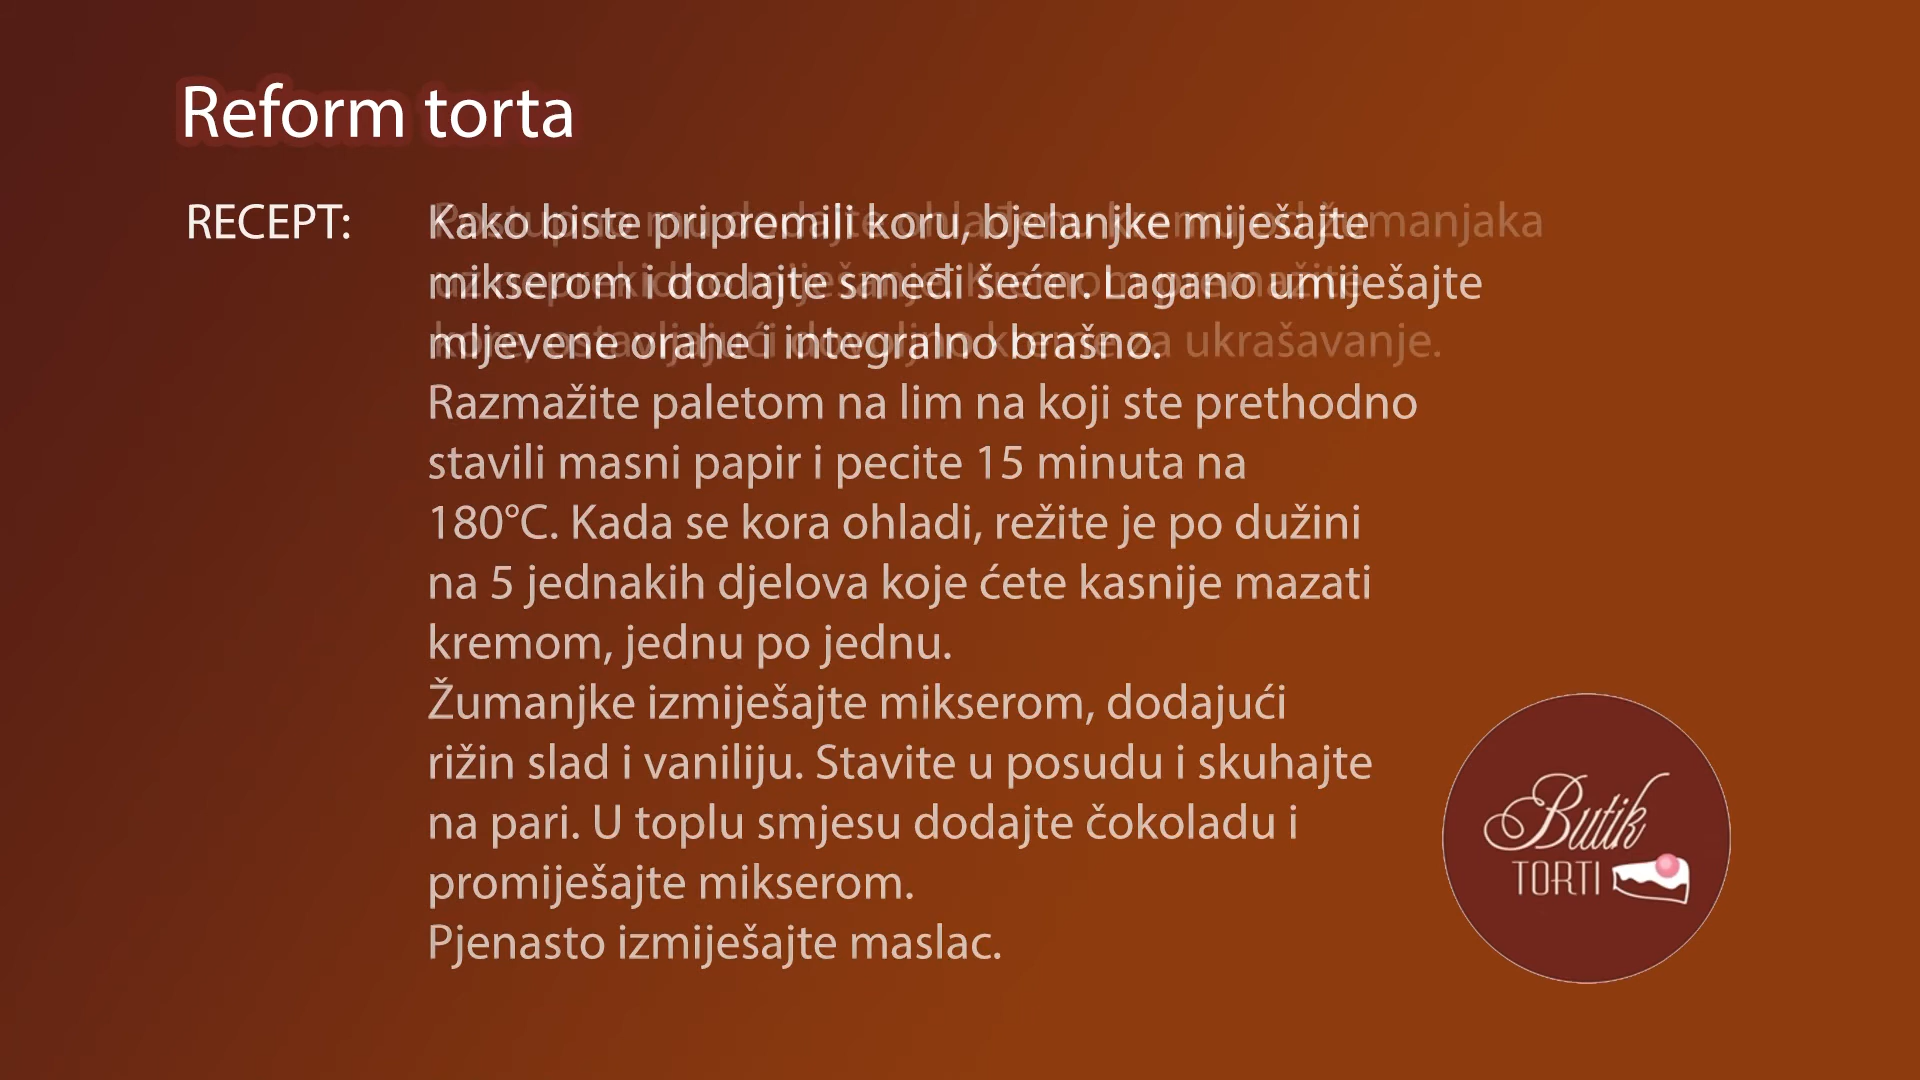 Reform torta
RECEPT:
Kako biste pripremili koru, bjelanjke miješajte
mikserom i dodajte smeđi šećer. Lagano umiješajte
mljevene orahe i integralno brašno.
Razmažite paletom na lim na koji ste prethodno
stavili masni papir i pecite 15 minuta na
180°C. Kada se kora ohladi, režite je po dužini
na 5 jednakih djelova koje ćete kasnije mazati
kremom, jednu po jednu.
Žumanjke izmiješajte mikserom, dodajući
rižin slad i vaniliju. Stavite u posudu i skuhajte
na pari. U toplu smjesu dodajte čokoladu i
promiješajte mikserom.
Pjenasto izmiješajte maslac.
žumanjaka
za ukrašavanje.
Butik
TORTI